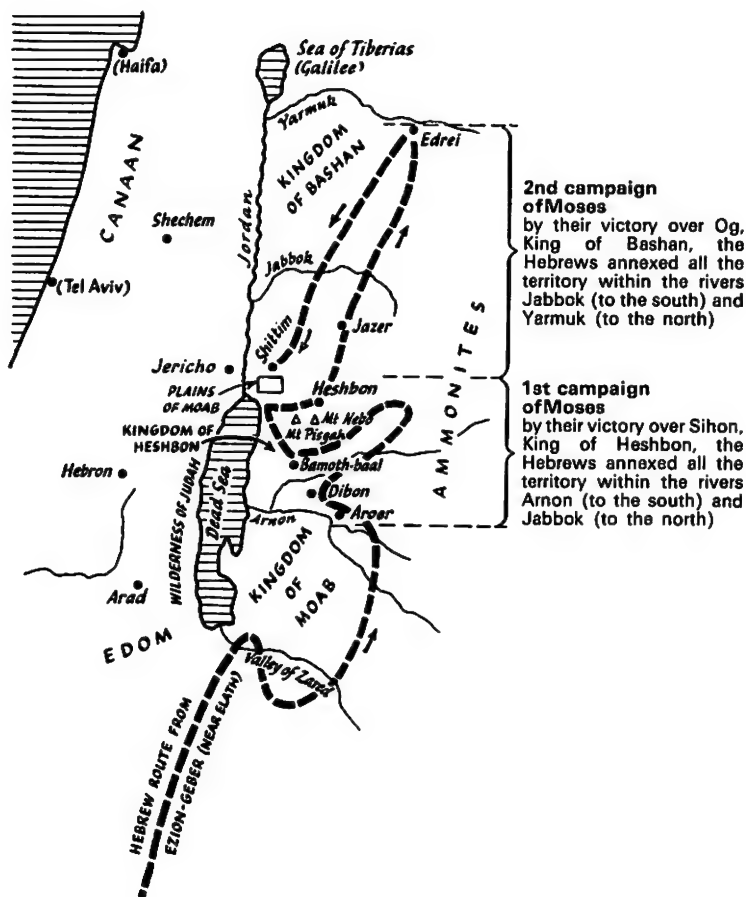 Sea of Tiberias
(Galilee)
(Haifa)
Yarmuk
Edrei
KINGDOM
OF BASHAN
CANAAN
Shechem
Jordan
Jabbok
(Tel Aviv)
Shittim
Jazer
AMMONITES
Jericho
PLAINS
OF MOAB
Heshbon
Mt Nebo
Mt Pisgah
KINGDOM OF
HESHBON
Bamoth-baal
Hebron
Dibon
WILDERNESS OF JUDAH
Dead Sea
Arnon
Aroer
KINGDOM
OF
MOAB
Arad
EDOM
Valley of Zared
HEBREW ROUTE FROM
EZION-GEBER (NEAR ELATH)
2nd campaign
of Moses
by their victory over Og,
King of Bashan, the
Hebrews annexed all the
territory within the rivers
Jabbok (to the south) and
Yarmuk (to the north)
1st campaign
of Moses
by their victory over Sihon,
King of Heshbon, the
Hebrews annexed all the
territory within the rivers
Arnon (to the south) and
Jabbok (to the north)